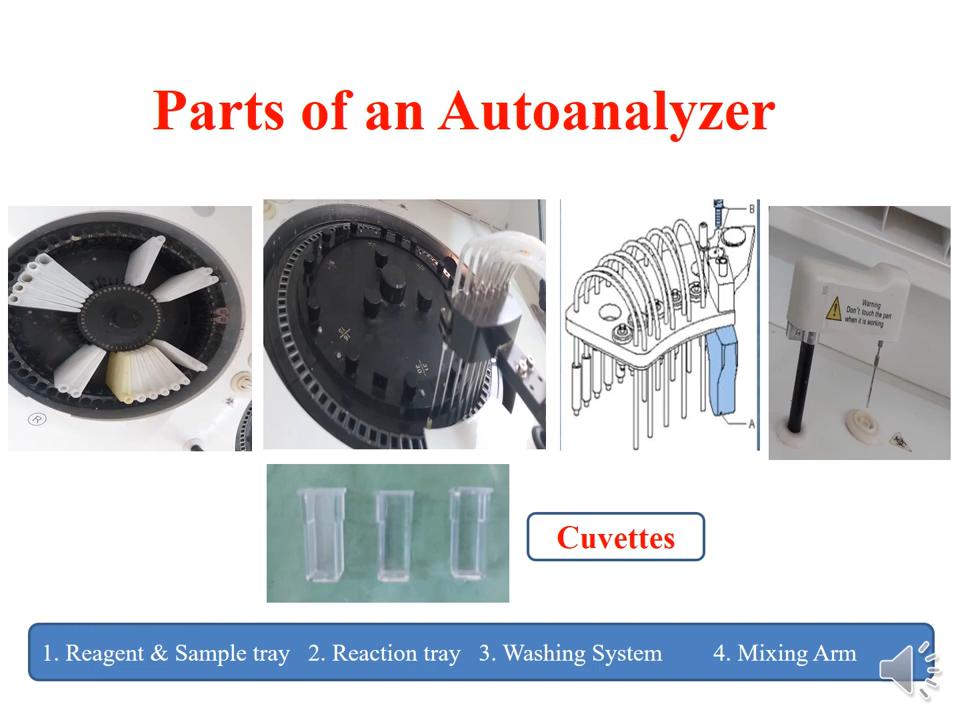 Parts of an Autoanalyzer
R
B
A
Warning
Don't touch the part
when it is working
Cuvettes
1. Reagent & Sample tray 2. Reaction tray 3. Washing System 4. Mixing Arm